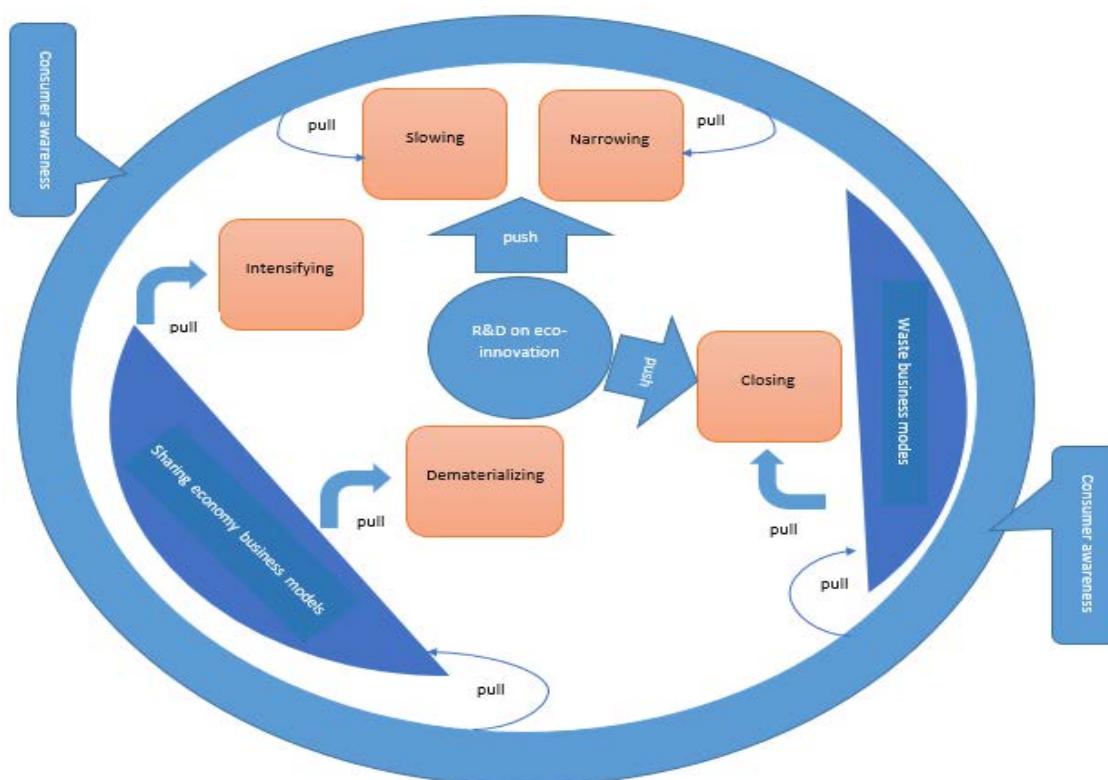 Consumer awareness
pull
Slowing
Narrowing
pull
push
Intensifying
pull
R&D on eco-
innovation
push
Closing
Waste business modes
Sharing economy business models
Dematerializing
pull
pull
pull
pull
Consumer awareness